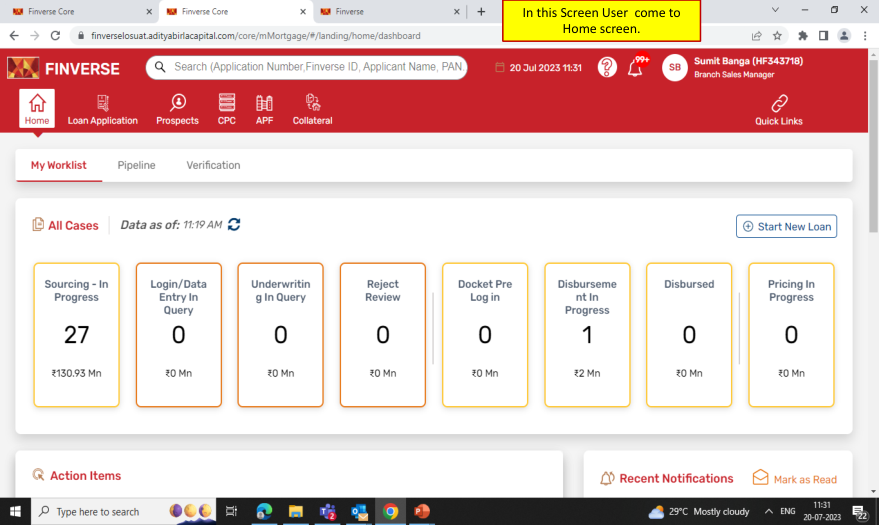 Finverse Core
Finverse Core
Finverse
In this Screen User come to
Home screen.
finverselosuat.adityabirlacapital.com/core/mMortgage/#/landing/home/dashboard
FINVERSE
Search (Application Number,Finverse ID, Applicant Name, PAN
20 Jul 2023 11:31
99+
SB
Sumit Banga (HF343718)
Branch Sales Manager
Home
Loan Application
Prospects
CPC
APF
Collateral
Quick Links
My Worklist
Pipeline
Verification
All Cases
Data as of: 11:19 AM
Start New Loan
Sourcing - In
Progress
27
₹130.93 Mn
Login/Data
Entry In
Query
0
₹0 Mn
Underwritin
g In Query
0
₹0 Mn
Reject
Review
0
₹0 Mn
Docket Pre
Log in
0
₹0 Mn
Disburseme
nt In
Progress
1
₹2 Mn
Disbursed
0
₹0 Mn
Pricing In
Progress
0
₹0 Mn
Action Items
Recent Notifications
Mark as Read
Type here to search
29°C Mostly cloudy
ENG
11:31
20-07-2023
22